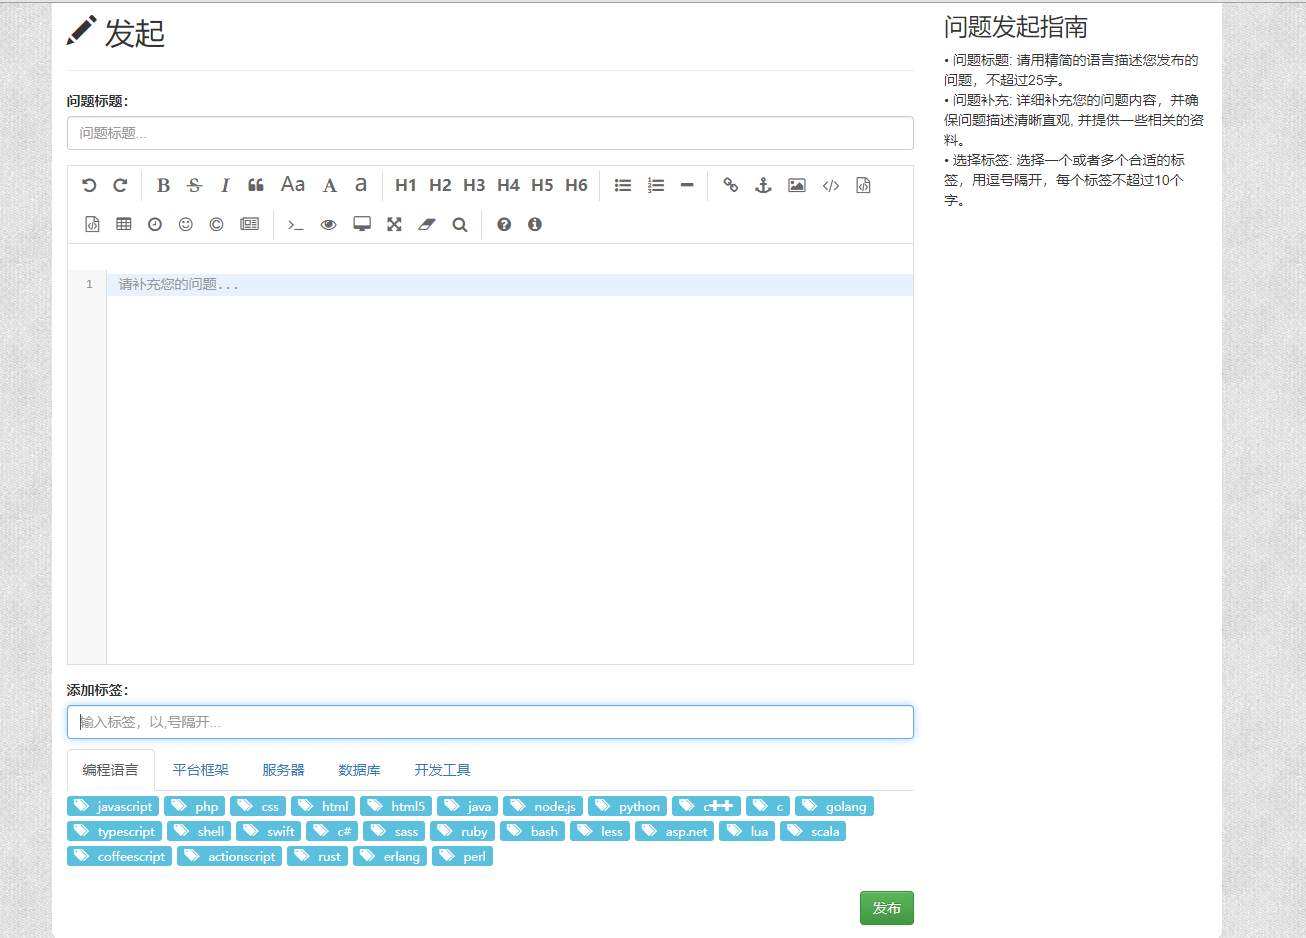 发起
问题标题：
问题标题...
B S I Aa A a H1 H2 H3 H4 H5 H6
1 请补充您的问题...
添加标签：
输入标签，以,号隔开...
编程语言 平台框架 服务器 数据库 开发工具
javascript php css html html5 java node.js python c++ c golang
typescript shell swift c# sass ruby bash less asp.net lua scala
coffeescript actionscript rust erlang perl
发布
问题发起指南
• 问题标题: 请用精简的语言描述您发布的
问题，不超过25字。
• 问题补充: 详细补充您的问题内容，并确
保问题描述清晰直观, 并提供一些相关的资
料。
• 选择标签: 选择一个或者多个合适的标
签，用逗号隔开，每个标签不超过10个
字。